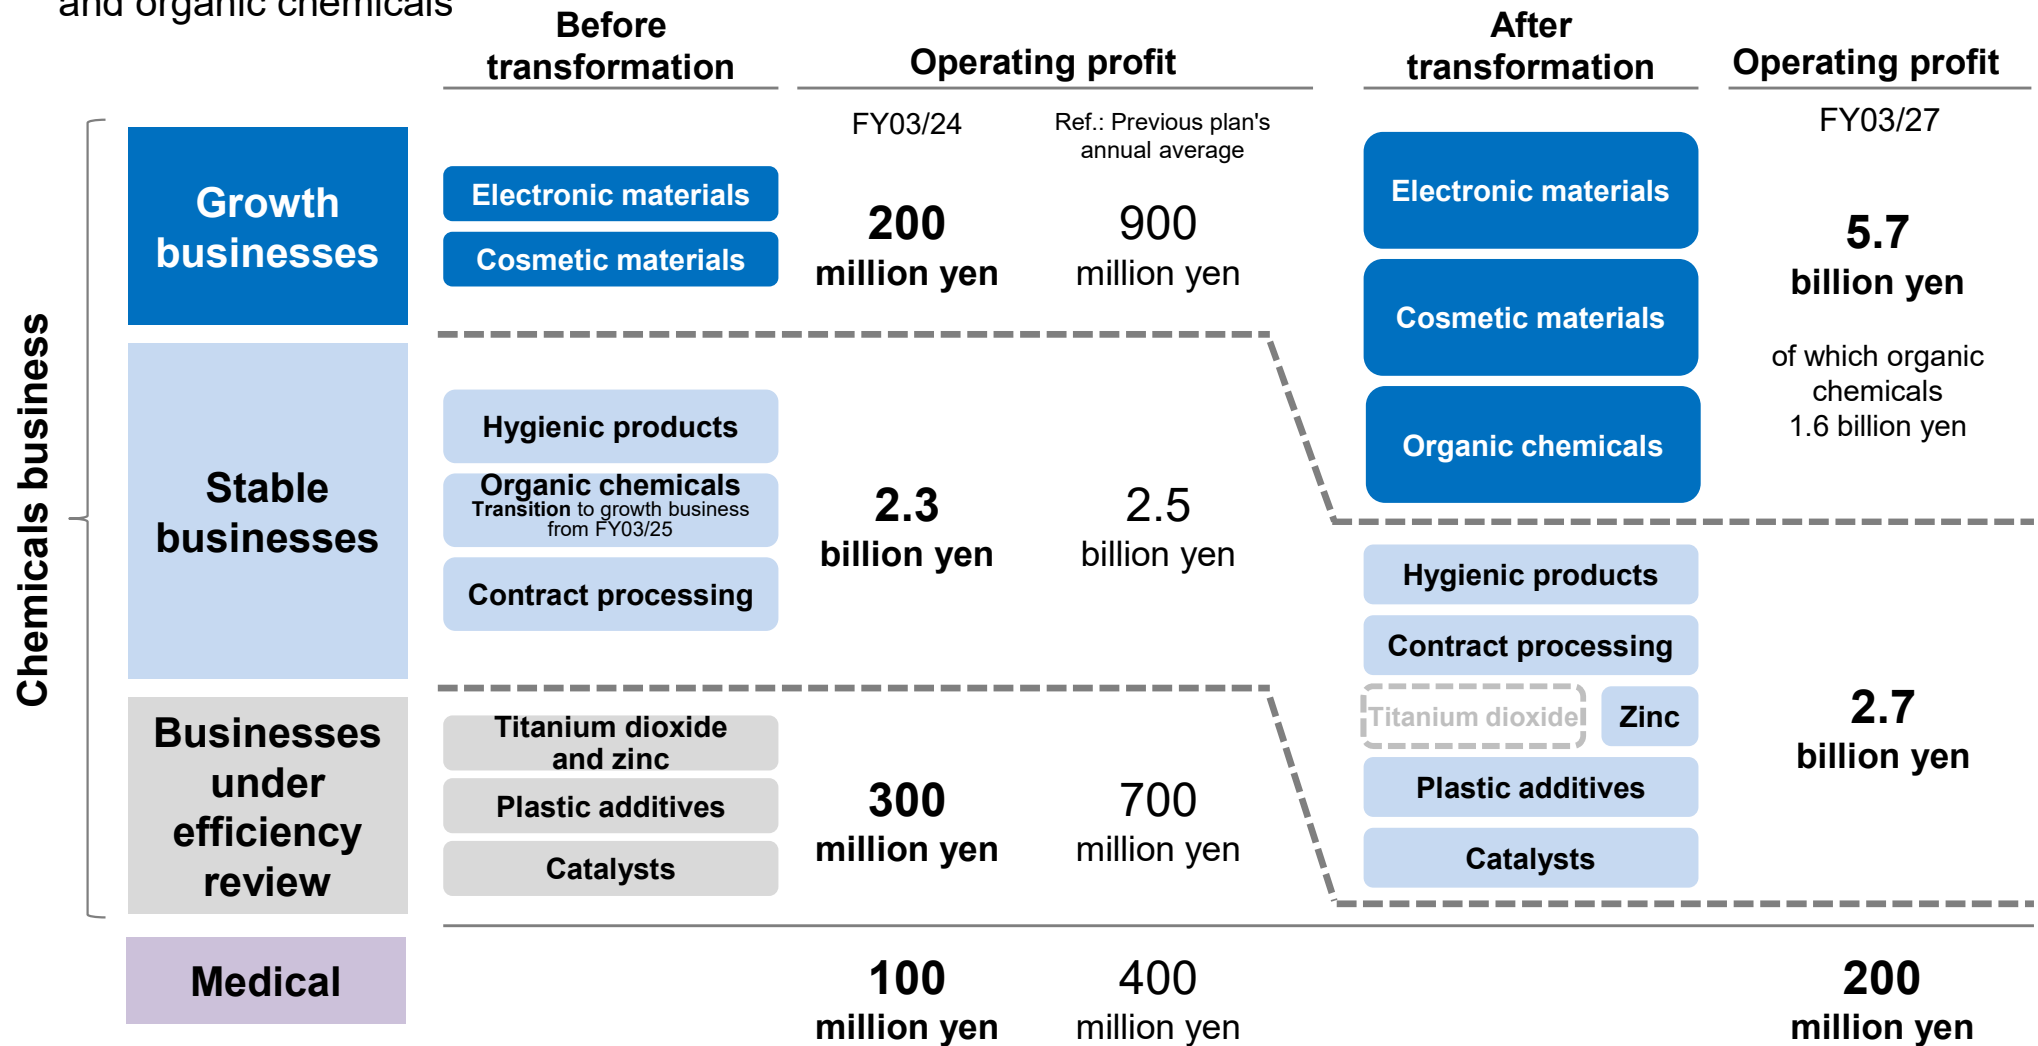 and organic chemicals
Before
transformation
Operating profit
After
transformation
Operating profit
FY03/24
Ref.: Previous plan's
annual average
FY03/27
Chemicals business
Growth
businesses
Electronic materials
Cosmetic materials
200
million yen
900
million yen
Electronic materials
Cosmetic materials
Organic chemicals
5.7
billion yen
of which organic
chemicals
1.6 billion yen
Stable
businesses
Hygienic products
Organic chemicals
Transition to growth business
from FY03/25
Contract processing
2.3
billion yen
2.5
billion yen
Hygienic products
Contract processing
Titanium dioxide
Zinc
Plastic additives
Catalysts
2.7
billion yen
Businesses
under
efficiency
review
Titanium dioxide
and zinc
Plastic additives
Catalysts
300
million yen
700
million yen
Medical
100
million yen
400
million yen
200
million yen